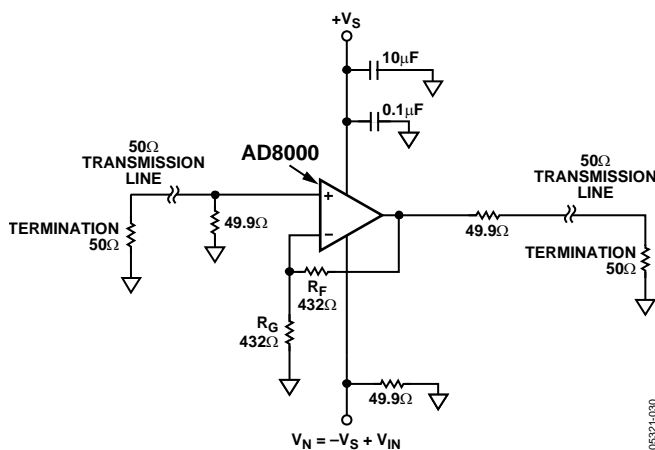 +VS
10µF
0.1µF
AD8000
50Ω
TRANSMISSION
LINE
50Ω
TRANSMISSION
LINE
+
–
TERMINATION
50Ω
49.9Ω
49.9Ω
TERMINATION
50Ω
RF
432Ω
RG
432Ω
49.9Ω
VN = –VS + VIN
05321-030